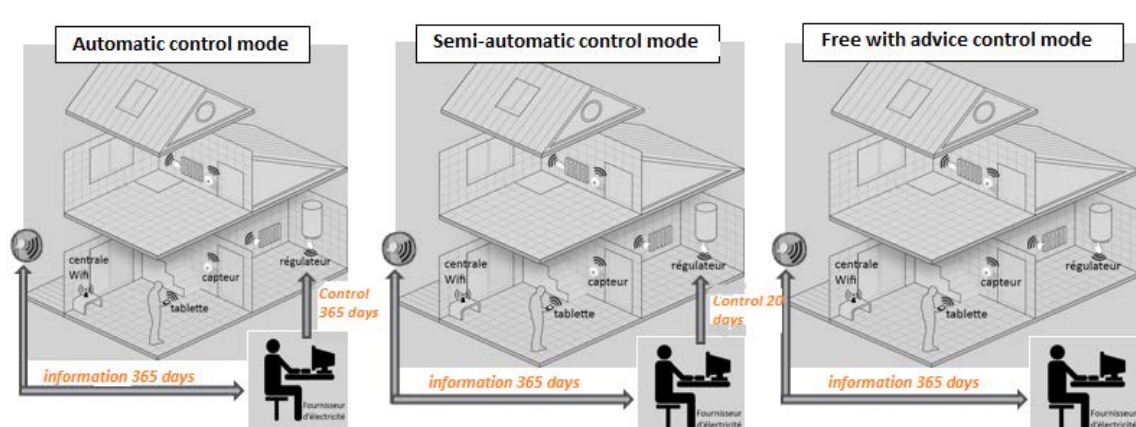 Automatic control mode
centrale
Wifi
capteur
régulateur
tablette
Control
365 days
information 365 days
Fournisseur
d'électricité
Semi-automatic control mode
centrale
Wifi
capteur
régulateur
tablette
Control 20
days
information 365 days
Fournisseur
d'électricité
Free with advice control mode
centrale
Wifi
capteur
régulateur
tablette
information 365 days
Fournisseur
d'électricité